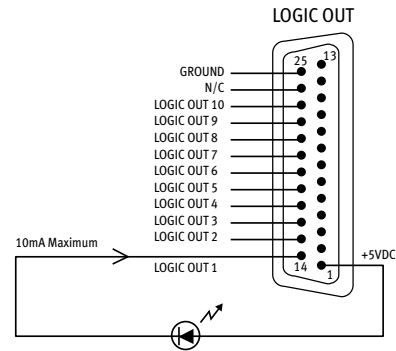 LOGIC OUT
25
13
GROUND
N/C
LOGIC OUT 10
LOGIC OUT 9
LOGIC OUT 8
LOGIC OUT 7
LOGIC OUT 6
LOGIC OUT 5
LOGIC OUT 4
LOGIC OUT 3
LOGIC OUT 2
10mA Maximum
+5VDC
LOGIC OUT 1
14
1